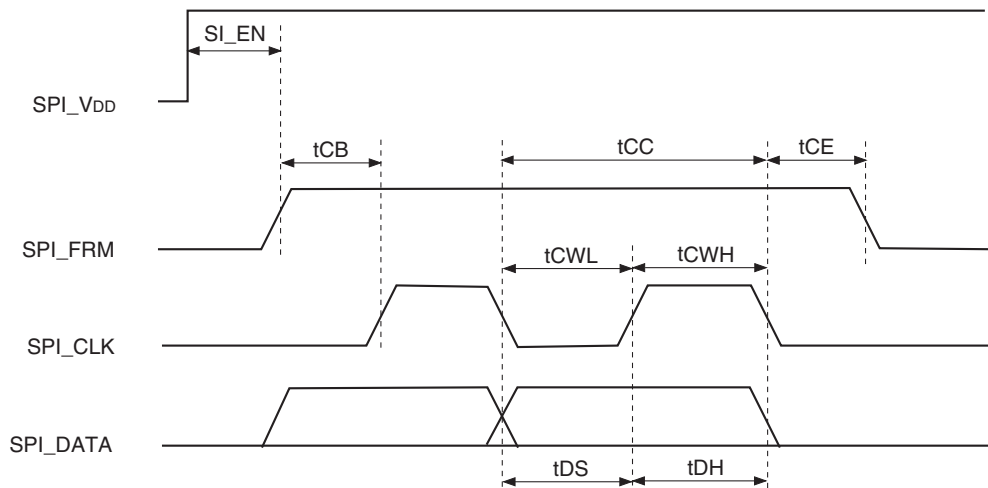 SI_EN
SPI_VDD
tCB
tCC
tCE
SPI_FRM
tCWL
tCWH
SPI_CLK
SPI_DATA
tDS
tDH